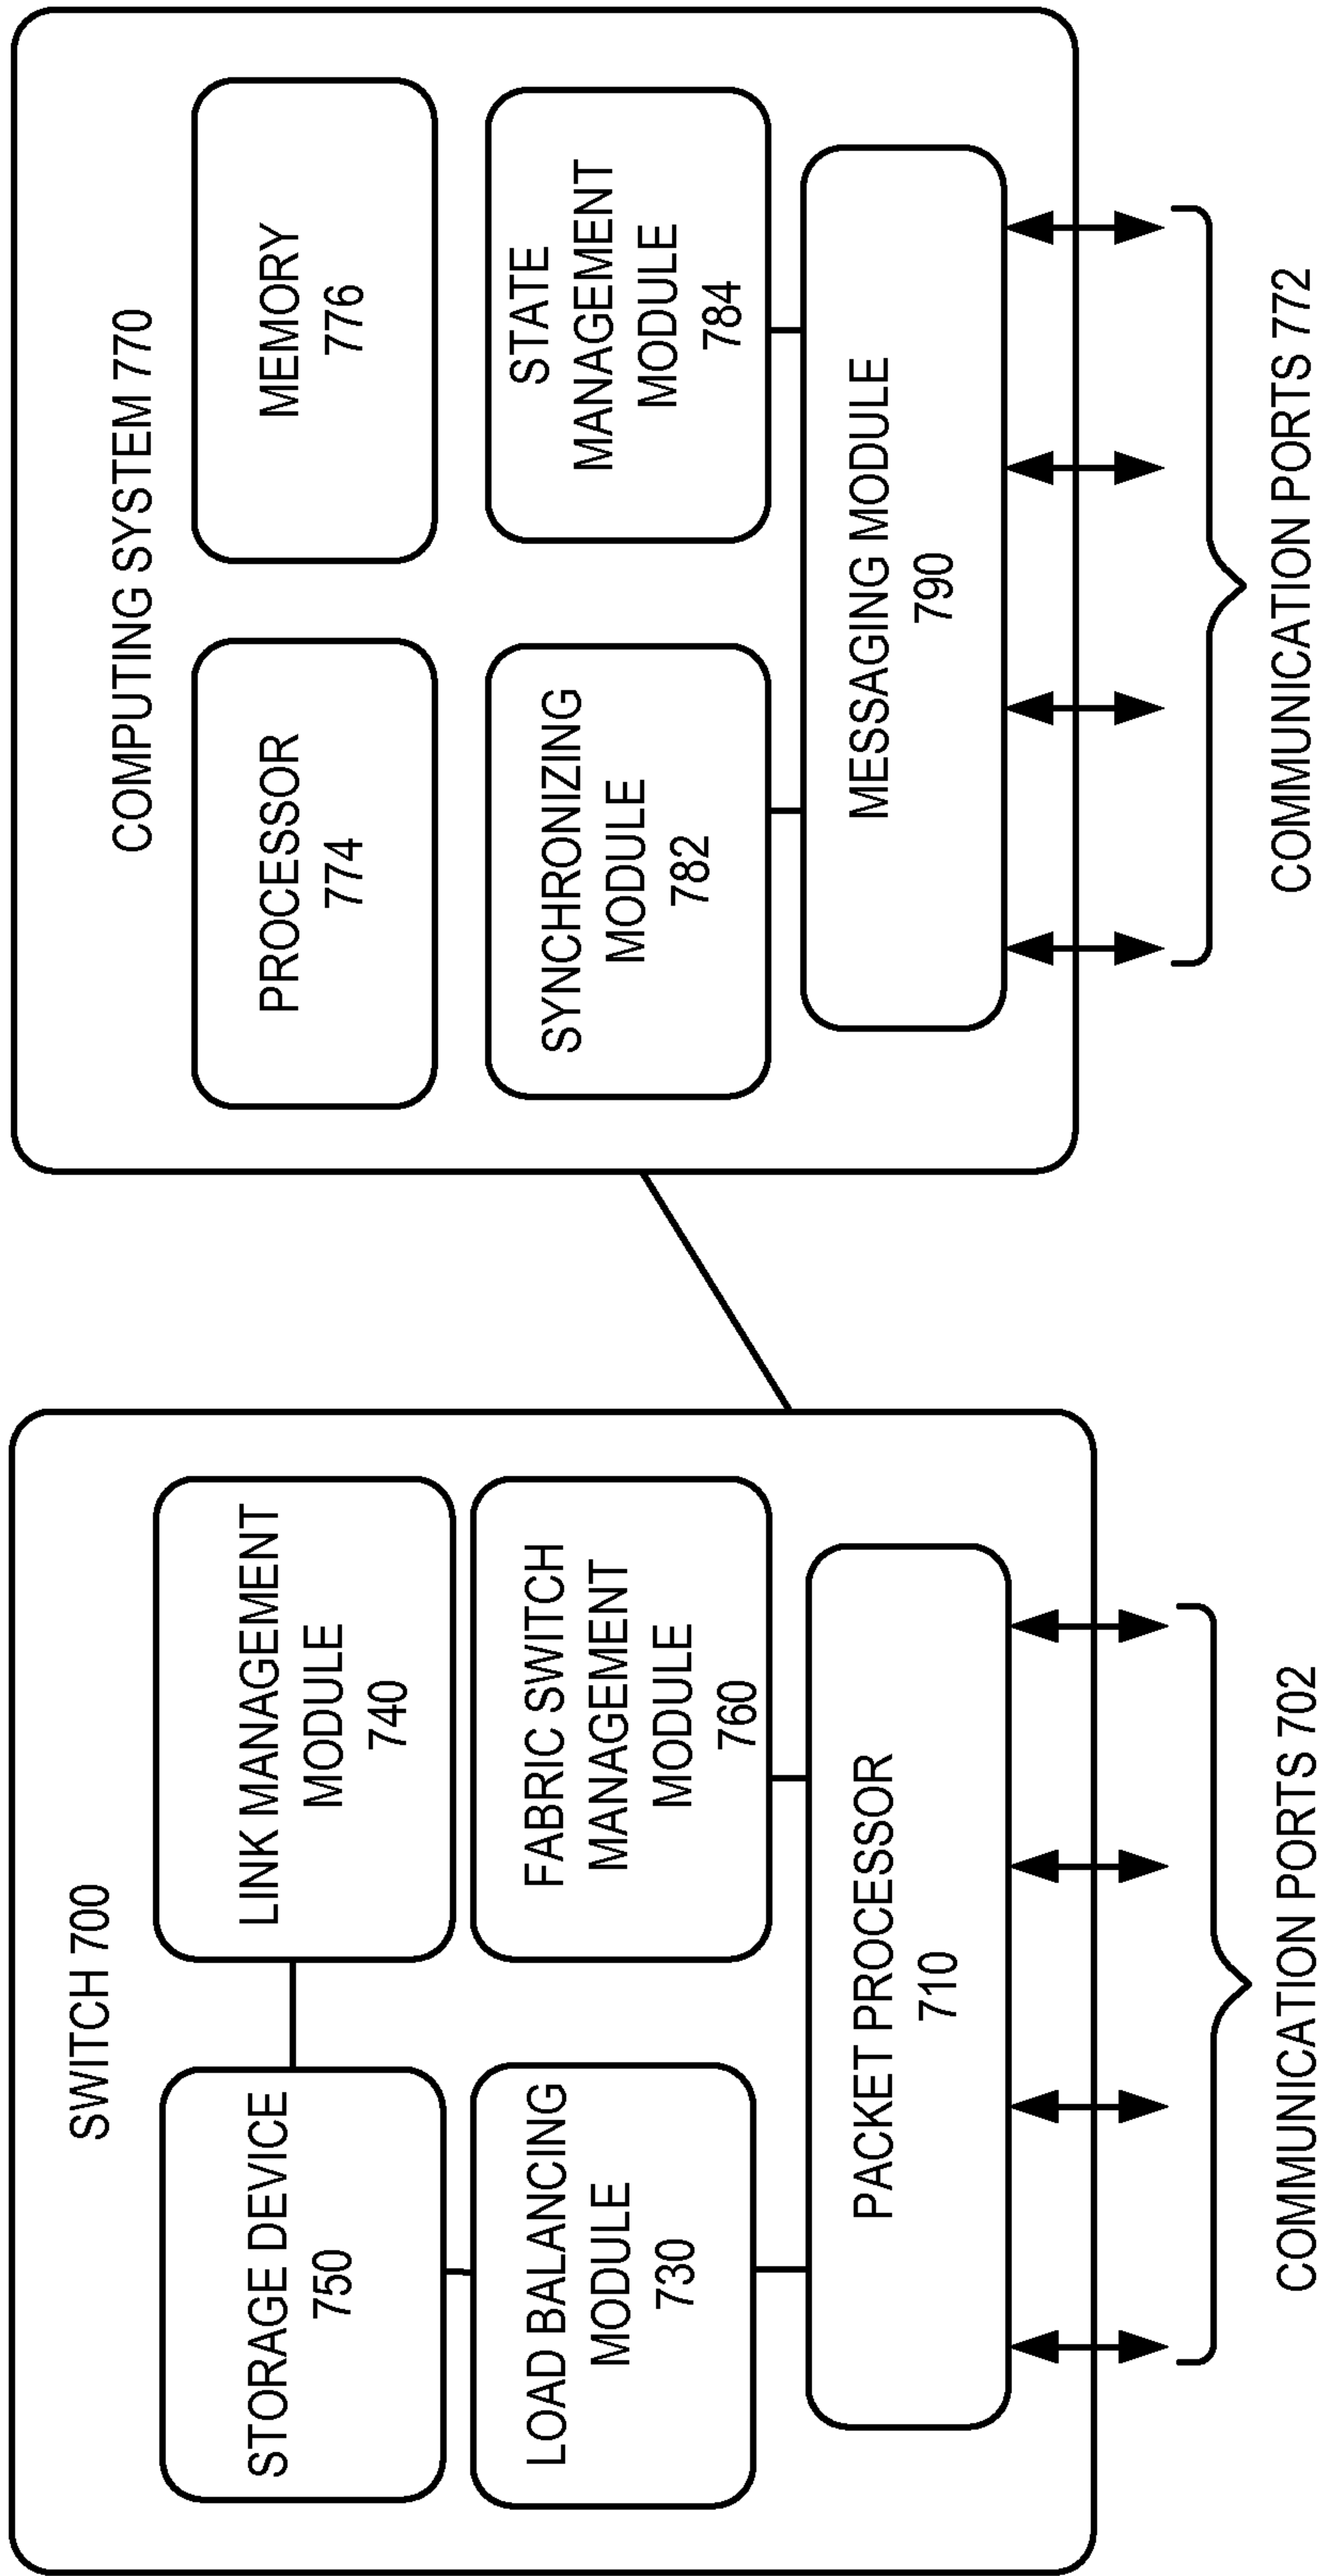 SWITCH 700
STORAGE DEVICE
750
LINK MANAGEMENT
MODULE
740
LOAD BALANCING
MODULE
730
FABRIC SWITCH
MANAGEMENT
MODULE
760
PACKET PROCESSOR
710
COMMUNICATION PORTS 702
COMPUTING SYSTEM 770
PROCESSOR
774
MEMORY
776
SYNCHRONIZING
MODULE
782
STATE
MANAGEMENT
MODULE
784
MESSAGING MODULE
790
COMMUNICATION PORTS 772